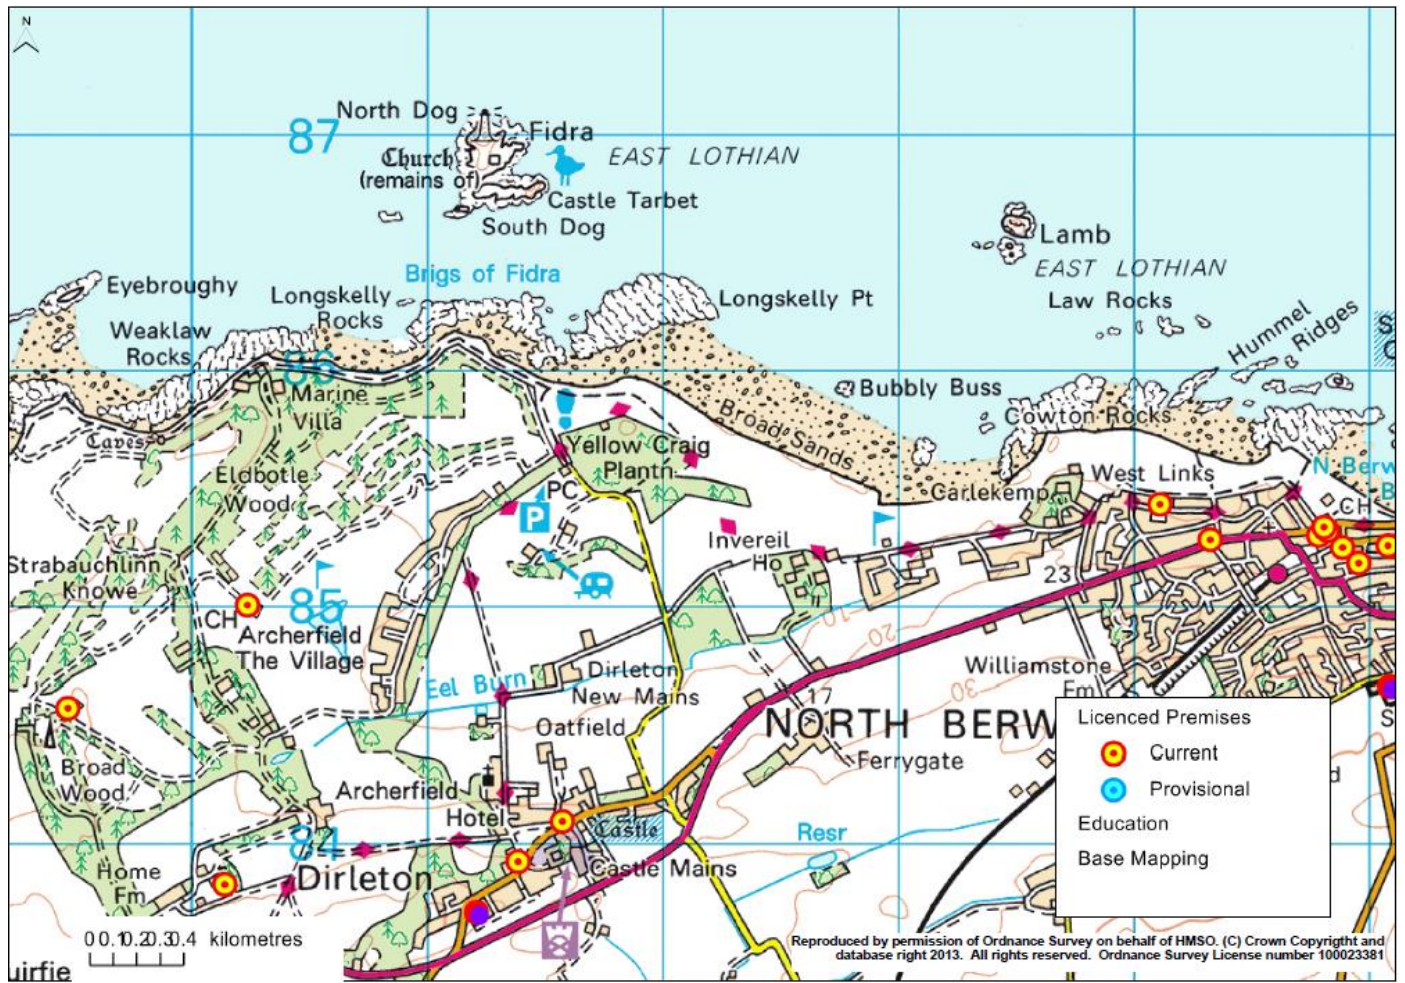 N
North Dog
87
Fidra
EAST LOTHIAN
Church
(remains of)
Castle Tarbet
South Dog
Lamb
EAST LOTHIAN
Law Rocks
Hummel
Ridges
Brigs of Fidra
Eyebroughy
Longskelly
Rocks
Longskelly Pt
Weaklaw
Rocks
S
C
86
Marine
Villa
Bubbly Buss
Cowton Rocks
Broad Sands
Caves
Yellow Craig
Plantn
Eldbotle
Wood
PC
P
West Links
N Berw
B
Carlekemp
CH
Invereil
Ho
23
Strabauchlinn
Knowe
85
CH
Archerfield
The Village
10
20
30
Eel Burn
Dirleton
New Mains
Williamstone
Fm
17
Oatfield
NORTH BERW
S
Licenced Premises
Current
Provisional
Education
Base Mapping
d
Ferrygate
Broad
Wood
Archerfield
Hotel
Castle
Resr
84
Home
Fm
Dirleton
Castle Mains
0 0.1 0.2 0.3 0.4 kilometres
uirfie
Reproduced by permission of Ordnance Survey on behalf of HMSO. (C) Crown Copyrigtht and
database right 2013. All rights reserved. Ordnance Survey License number 100023381